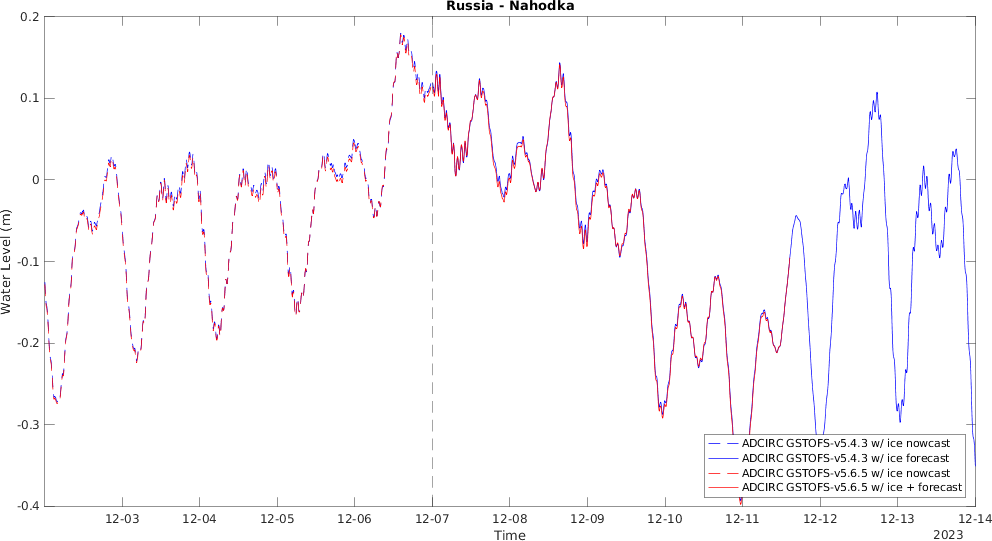 Russia - Nahodka
0.2
0.1
0
-0.1
-0.2
-0.3
-0.4
Water Level (m)
ADCIRC GSTOFS-v5.4.3 w/ ice nowcast
ADCIRC GSTOFS-v5.4.3 w/ ice forecast
ADCIRC GSTOFS-v5.6.5 w/ ice nowcast
ADCIRC GSTOFS-v5.6.5 w/ ice + forecast
12-03 12-04 12-05 12-06 12-07 12-08 12-09 12-10 12-11 12-12 12-13 12-14
Time
2023